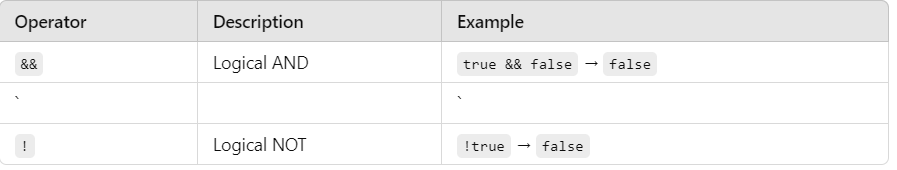 Operator Description Example
&& Logical AND true && false → false
` `
! Logical NOT !true → false